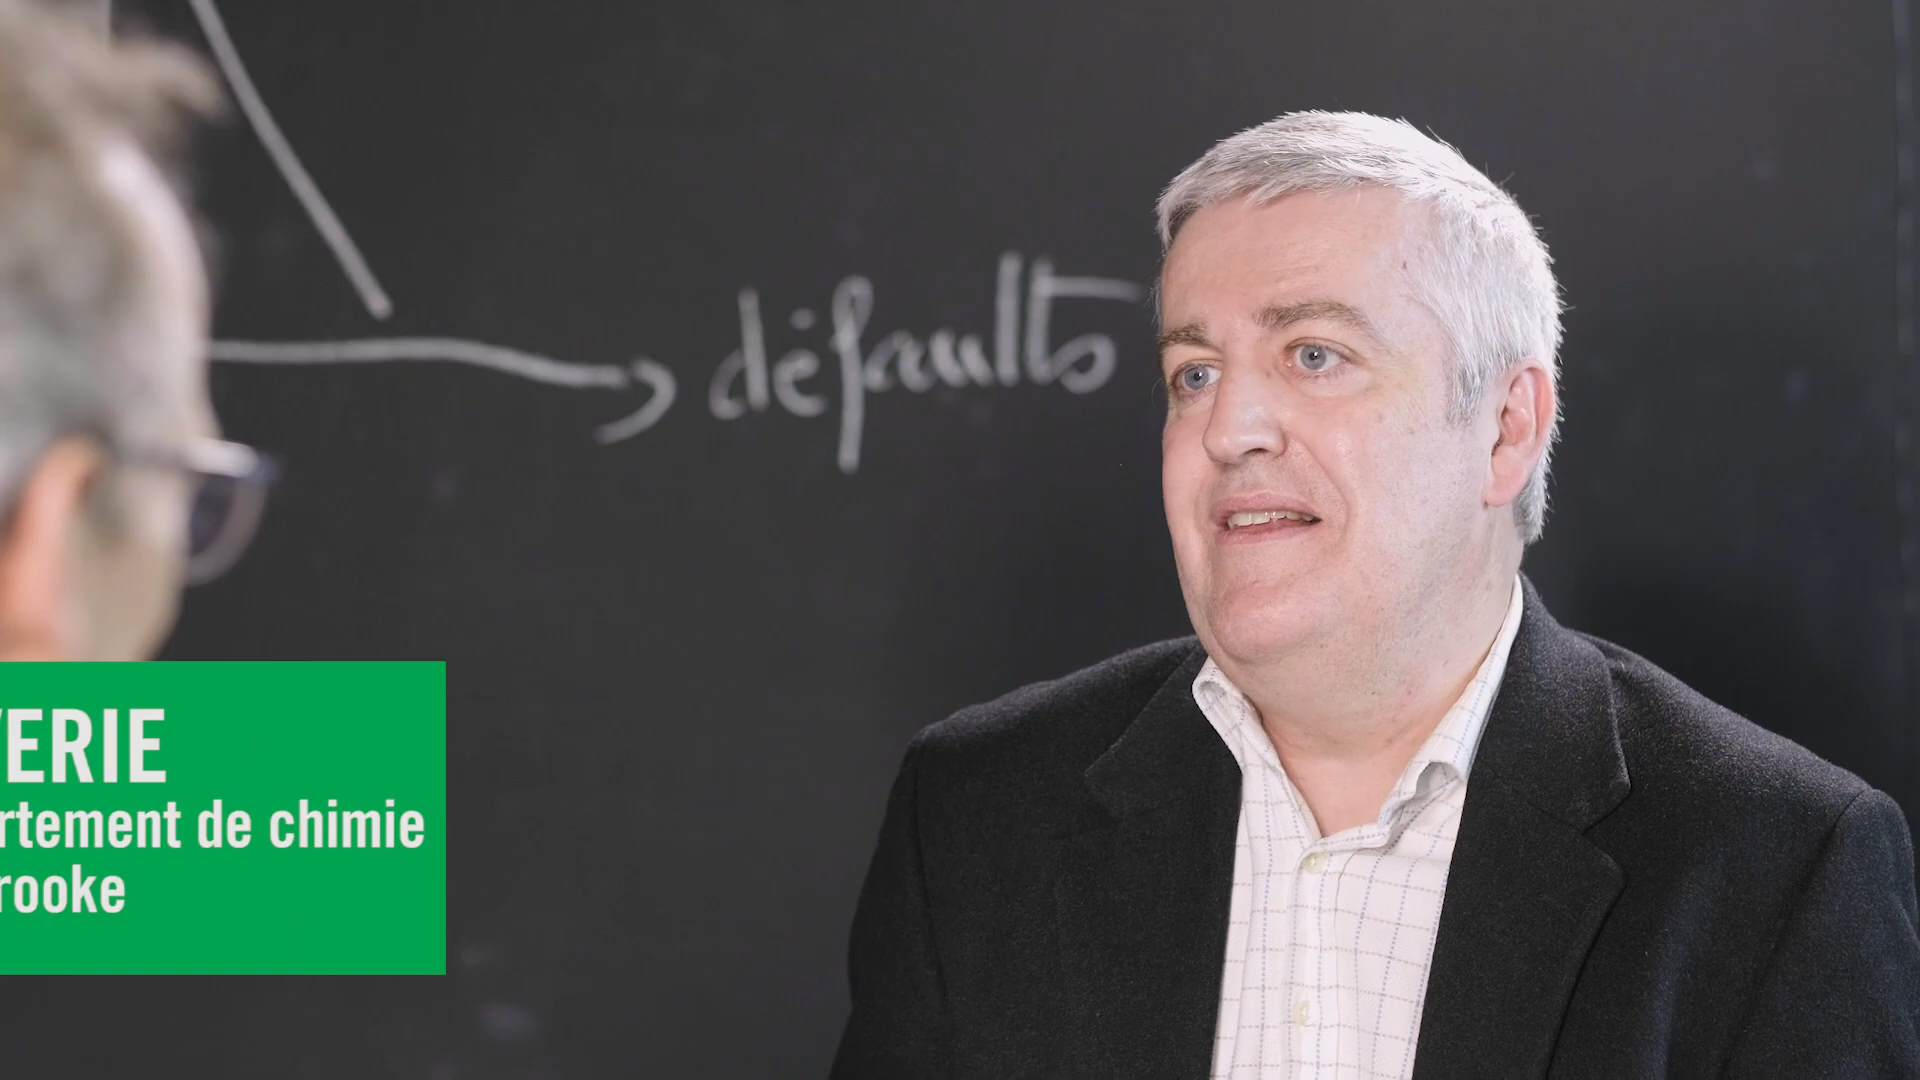 défaults
ERIE
rtement de chimie
rooke